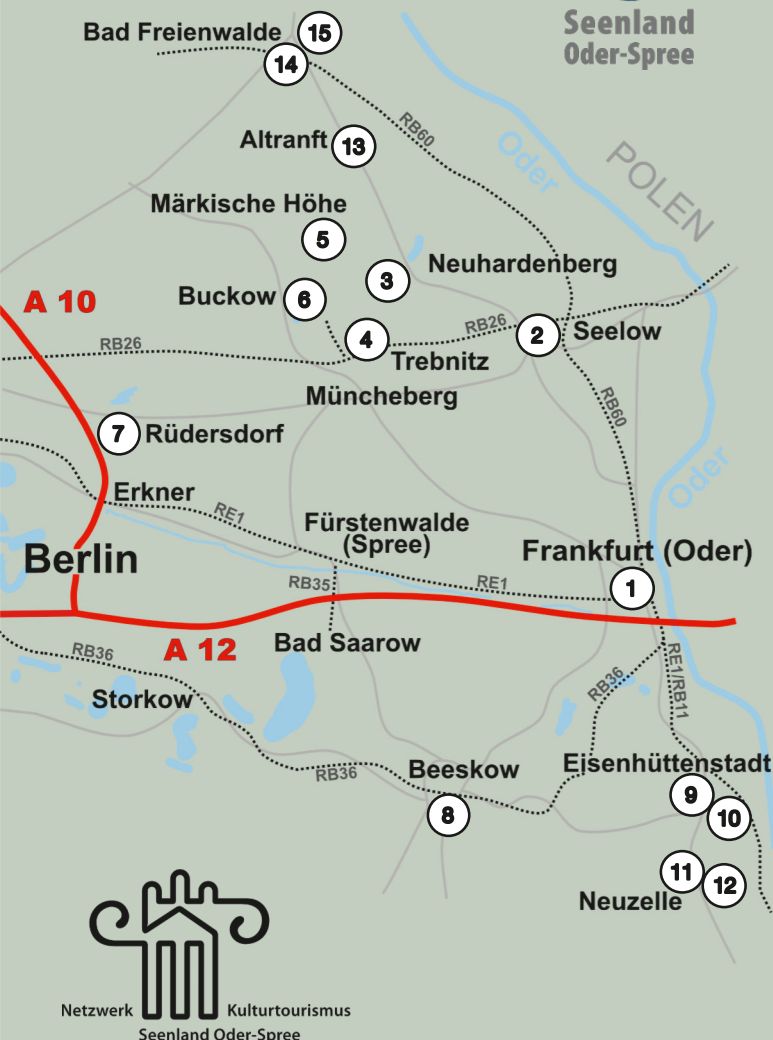 Seenland
Oder-Spree
Bad Freienwalde
15
14
RB60
Altranft
13
Oder
POLEN
Märkische Höhe
5
Neuhardenberg
3
Buckow
6
A 10
RB26
4
RB26
2
Seelow
Trebnitz
Müncheberg
RB60
7
Rüdersdorf
Oder
Erkner
RE1
Fürstenwalde
(Spree)
Frankfurt (Oder)
Berlin
RB35
RE1
1
A 12
Bad Saarow
RB36
RE1/RB11
RB36
Storkow
RB36
Beeskow
Eisenhüttenstadt
9
8
10
11
12
Neuzelle
Netzwerk
Kulturtourismus
Seenland Oder-Spree